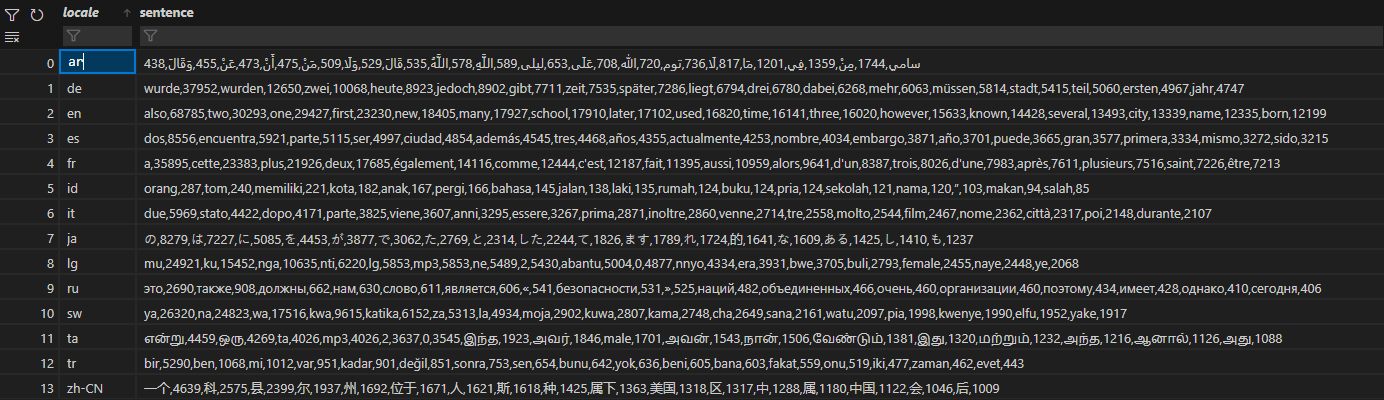 locale sentence
0 ar سامي,1744,مِنْ,1359,فِي,1201,مَا,817,لَا,736,توم,720,الله,708,عَلَى,653,ليلى,589,اللَّهِ,578,اللَّهُ,535,قَالَ,529,وَلَا,509,مَنْ,475,أَنْ,473,عَنْ,455,وَقَالَ,438
1 de wurde,37952,wurden,12650,zwei,10068,heute,8923,jedoch,8902,gibt,7711,zeit,7535,später,7286,liegt,6794,drei,6780,dabei,6268,mehr,6063,müssen,5814,stadt,5415,teil,5060,ersten,4967,jahr,4747
2 en also,68785,two,30293,one,29427,first,23230,new,18405,many,17927,school,17910,later,17102,used,16820,time,16141,three,16020,however,15633,known,14428,several,13493,city,13339,name,12335,born,12199
3 es dos,8556,encuentra,5921,parte,5115,ser,4997,ciudad,4854,además,4545,tres,4468,años,4355,actualmente,4253,nombre,4034,embargo,3871,año,3701,puede,3665,gran,3577,primera,3334,mismo,3272,sido,3215
4 fr a,35895,cette,23383,plus,21926,deux,17685,également,14116,comme,12444,c'est,12187,fait,11395,aussi,10959,alors,9641,d'un,8387,trois,8026,d'une,7983,après,7611,plusieurs,7516,saint,7226,être,7213
5 id orang,287,tom,240,memiliki,221,kota,182,anak,167,pergi,166,bahasa,145,jalan,138,laki,135,rumah,124,buku,124,pria,124,sekolah,121,nama,120,",103,makan,94,salah,85
6 it due,5969,stato,4422,dopo,4171,parte,3825,viene,3607,anni,3295,essere,3267,prima,2871,inoltre,2860,venne,2714,tre,2558,molto,2544,film,2467,nome,2362,città,2317,poi,2148,durante,2107
7 ja の,8279,は,7227,に,5085,を,4453,が,3877,で,3062,た,2769,と,2314,した,2244,て,1826,ます,1789,れ,1724,的,1641,な,1609,ある,1425,し,1410,も,1237
8 lg mu,24921,ku,15452,nga,10635,nti,6220,lg,5853,mp3,5853,ne,5489,2,5430,abantu,5004,0,4877,nnyo,4334,era,3931,bwe,3705,buli,2793,female,2455,naye,2448,ye,2068
9 ru это,2690,также,908,должны,662,нам,630,слово,611,является,606,«,541,безопасности,531,»,525,наций,482,объединенных,466,очень,460,организации,460,поэтому,434,имеет,428,однако,410,сегодня,406
10 sw ya,26320,na,24823,wa,17516,kwa,9615,katika,6152,za,5313,la,4934,moja,2902,kuwa,2807,kama,2748,cha,2649,sana,2161,watu,2097,pia,1998,kwenye,1990,elfu,1952,yake,1917
11 ta என்று,4459,ஒரு,4269,ta,4026,mp3,4026,2,3637,0,3545,இந்த,1923,அவர்,1846,male,1701,அவன்,1543,நான்,1506,வேண்டும்,1381,இது,1320,மற்றும்,1232,அந்த,1216,ஆனால்,1126,அது,1088
12 tr bir,5290,ben,1068,mi,1012,var,951,kadar,901,değil,851,sonra,753,sen,654,bunu,642,yok,636,beni,605,bana,603,fakat,559,onu,519,iki,477,zaman,462,evet,443
13 zh-CN 一个,4639,科,2575,县,2399,尔,1937,州,1692,位于,1671,人,1621,斯,1618,种,1425,属下,1363,美国,1318,区,1317,中,1288,属,1180,中国,1122,会,1046,后,1009